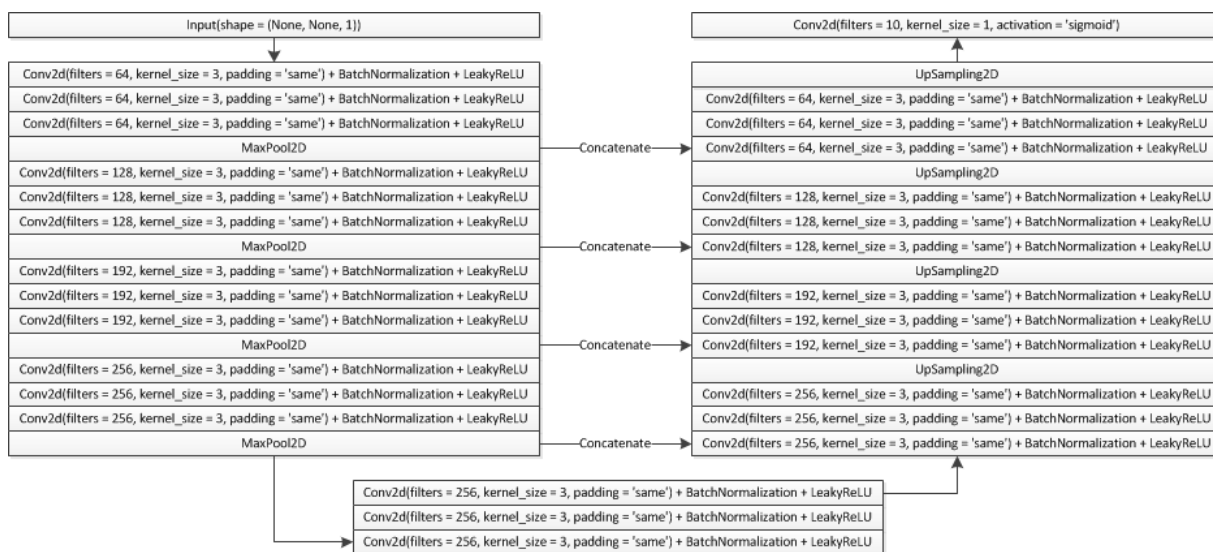 Input(shape = (None, None, 1))
Conv2d(filters = 64, kernel_size = 3, padding = 'same') + BatchNormalization + LeakyReLU
Conv2d(filters = 64, kernel_size = 3, padding = 'same') + BatchNormalization + LeakyReLU
Conv2d(filters = 64, kernel_size = 3, padding = 'same') + BatchNormalization + LeakyReLU
MaxPool2D
Conv2d(filters = 128, kernel_size = 3, padding = 'same') + BatchNormalization + LeakyReLU
Conv2d(filters = 128, kernel_size = 3, padding = 'same') + BatchNormalization + LeakyReLU
Conv2d(filters = 128, kernel_size = 3, padding = 'same') + BatchNormalization + LeakyReLU
MaxPool2D
Conv2d(filters = 192, kernel_size = 3, padding = 'same') + BatchNormalization + LeakyReLU
Conv2d(filters = 192, kernel_size = 3, padding = 'same') + BatchNormalization + LeakyReLU
Conv2d(filters = 192, kernel_size = 3, padding = 'same') + BatchNormalization + LeakyReLU
MaxPool2D
Conv2d(filters = 256, kernel_size = 3, padding = 'same') + BatchNormalization + LeakyReLU
Conv2d(filters = 256, kernel_size = 3, padding = 'same') + BatchNormalization + LeakyReLU
Conv2d(filters = 256, kernel_size = 3, padding = 'same') + BatchNormalization + LeakyReLU
MaxPool2D
Concatenate
Concatenate
Concatenate
Concatenate
Conv2d(filters = 256, kernel_size = 3, padding = 'same') + BatchNormalization + LeakyReLU
Conv2d(filters = 256, kernel_size = 3, padding = 'same') + BatchNormalization + LeakyReLU
Conv2d(filters = 256, kernel_size = 3, padding = 'same') + BatchNormalization + LeakyReLU
Conv2d(filters = 10, kernel_size = 1, activation = 'sigmoid')
UpSampling2D
Conv2d(filters = 64, kernel_size = 3, padding = 'same') + BatchNormalization + LeakyReLU
Conv2d(filters = 64, kernel_size = 3, padding = 'same') + BatchNormalization + LeakyReLU
Conv2d(filters = 64, kernel_size = 3, padding = 'same') + BatchNormalization + LeakyReLU
UpSampling2D
Conv2d(filters = 128, kernel_size = 3, padding = 'same') + BatchNormalization + LeakyReLU
Conv2d(filters = 128, kernel_size = 3, padding = 'same') + BatchNormalization + LeakyReLU
Conv2d(filters = 128, kernel_size = 3, padding = 'same') + BatchNormalization + LeakyReLU
UpSampling2D
Conv2d(filters = 192, kernel_size = 3, padding = 'same') + BatchNormalization + LeakyReLU
Conv2d(filters = 192, kernel_size = 3, padding = 'same') + BatchNormalization + LeakyReLU
Conv2d(filters = 192, kernel_size = 3, padding = 'same') + BatchNormalization + LeakyReLU
UpSampling2D
Conv2d(filters = 256, kernel_size = 3, padding = 'same') + BatchNormalization + LeakyReLU
Conv2d(filters = 256, kernel_size = 3, padding = 'same') + BatchNormalization + LeakyReLU
Conv2d(filters = 256, kernel_size = 3, padding = 'same') + BatchNormalization + LeakyReLU